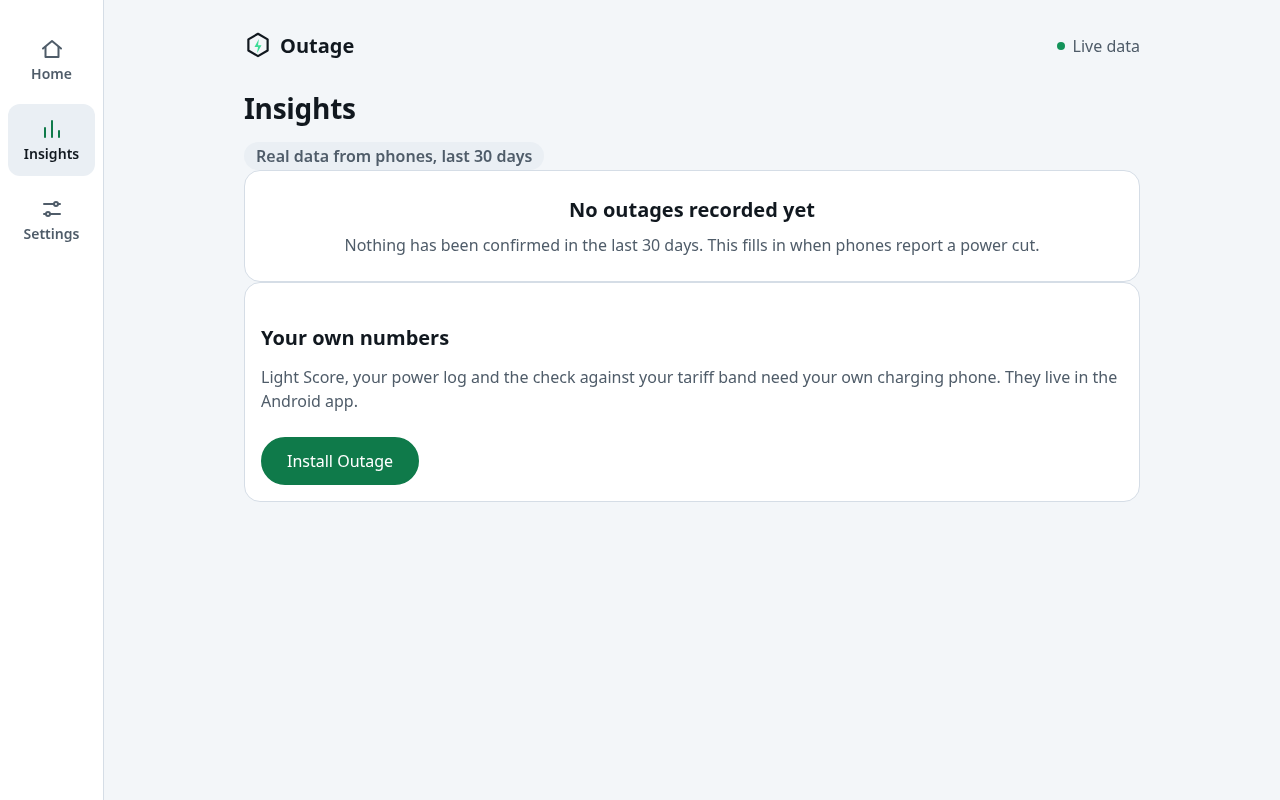 Home
Insights
Settings
Outage
Live data
Insights
Real data from phones, last 30 days
No outages recorded yet
Nothing has been confirmed in the last 30 days. This fills in when phones report a power cut.
Your own numbers
Light Score, your power log and the check against your tariff band need your own charging phone. They live in the
Android app.
Install Outage